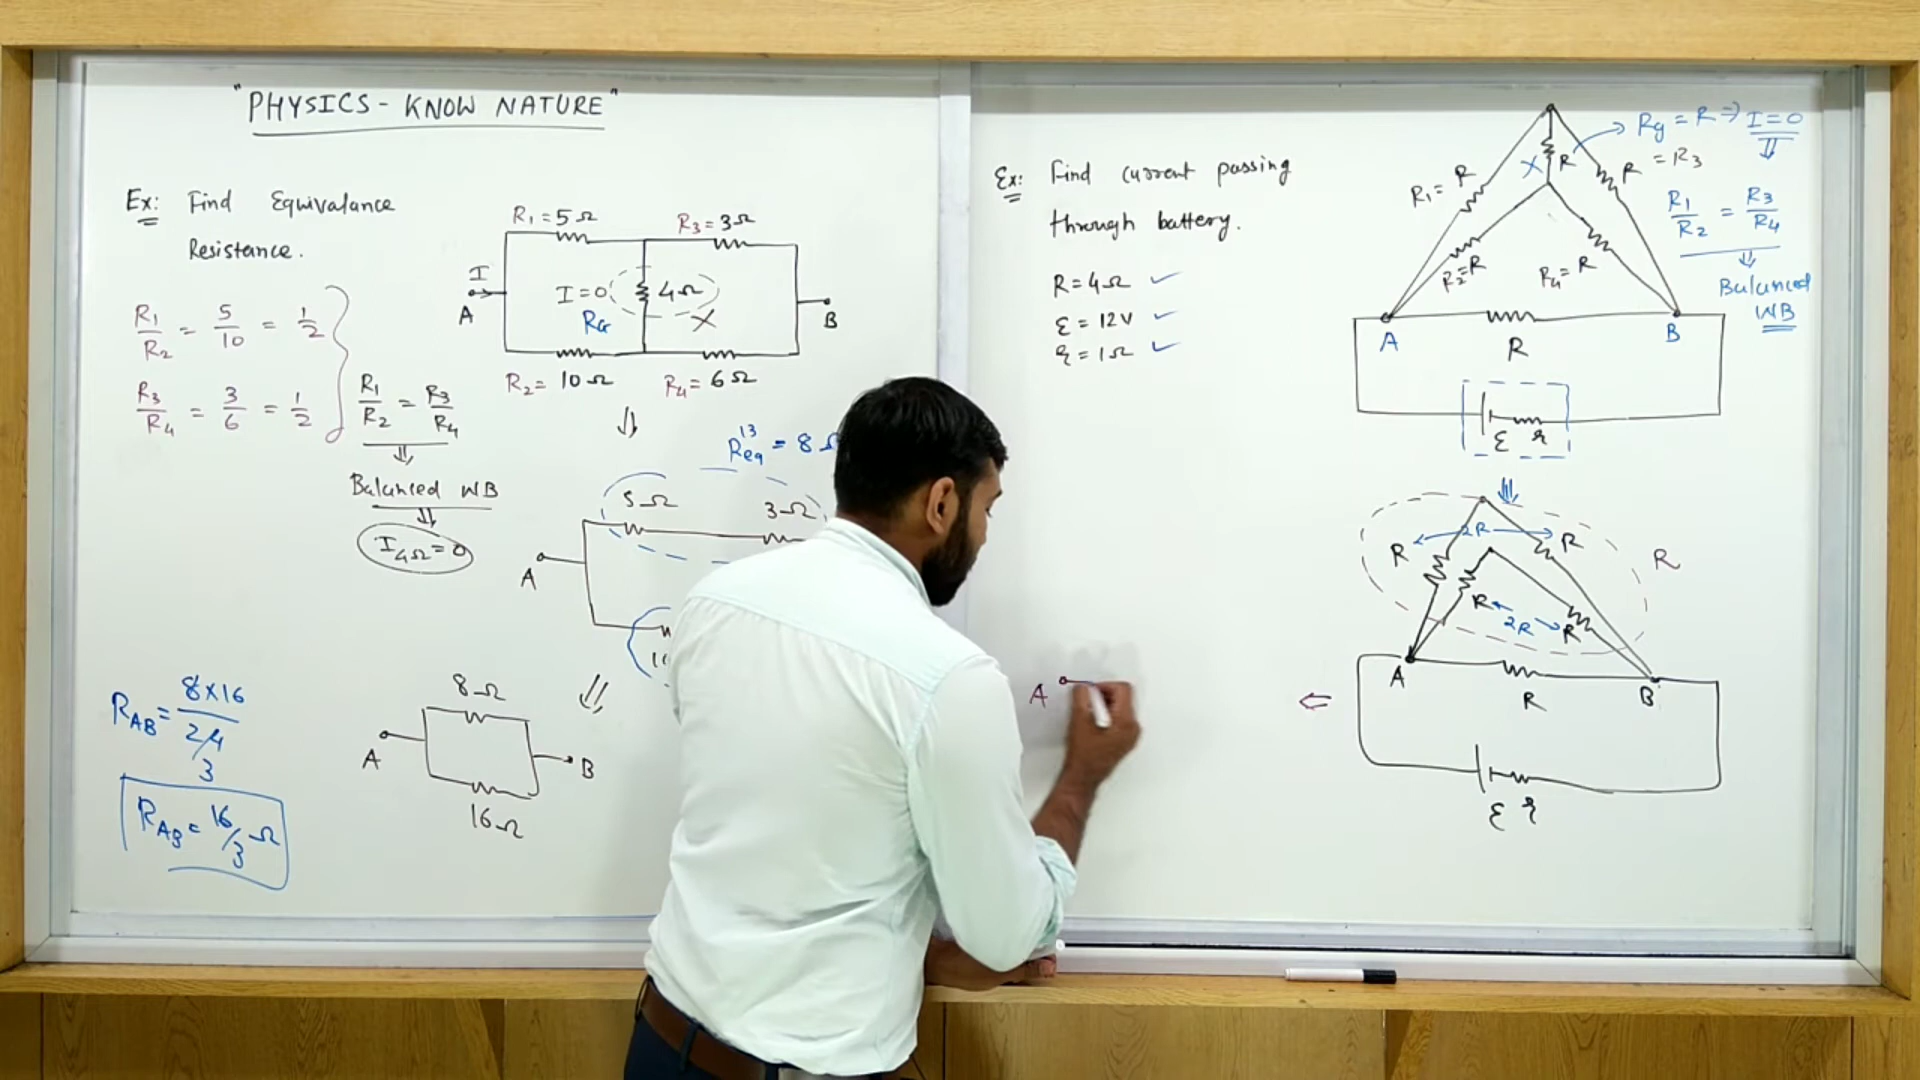 "PHYSICS - KNOW NATURE"
Ex: Find Equivalance
Resistance.
R₁/R₂ = 5/10 = 1/2
R₃/R₄ = 3/6 = 1/2
R₁/R₂ = R₃/R₄
⇓
Balanced WB
⇓
I₄Ω = 0
R₁ = 5Ω
R₃ = 3Ω
I
A
I=0
4Ω
RG
X
B
R₂ = 10Ω
R₄ = 6Ω
⇓
Req¹³ = 8Ω
5Ω
3Ω
A
8Ω
A
B
16Ω
R_AB = 8×16/24
3
R_AB = 16/3 Ω
Ex: Find current passing
through battery.
R = 4Ω ✓
ε = 12V ✓
r = 1Ω ✓
A
R₁ = R
X
R
R
R₂ = R
R₄ = R
A
R
B
ε r
Rg = R ⇒ I=0
⇓
= R₃
R₁/R₂ = R₃/R₄
⇓
Balanced
WB
⇓
R
2R
R
R
R
2R
R
A
R
B
⇐
ε r